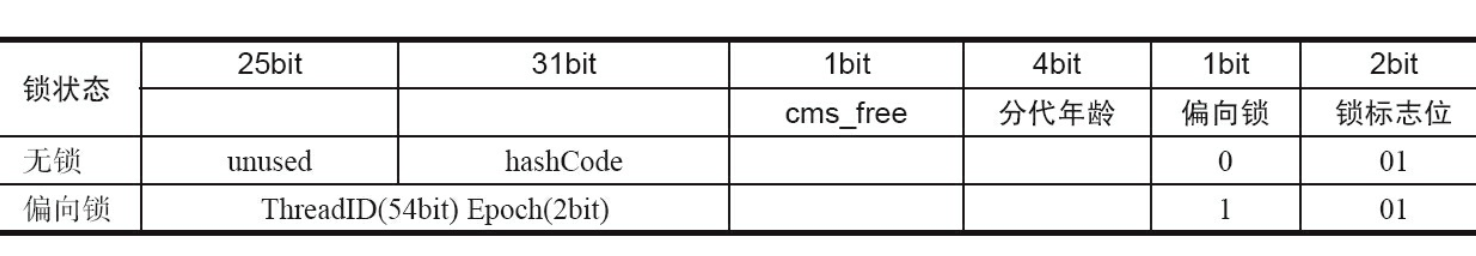 锁状态 25bit 31bit 1bit 4bit 1bit 2bit
cms_free 分代年龄 偏向锁 锁标志位
无锁 unused hashCode 0 01
偏向锁 ThreadID(54bit) Epoch(2bit) 1 01